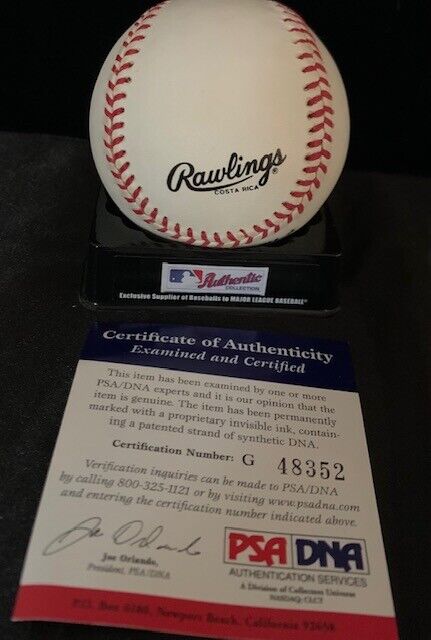 Rawlings®
COSTA RICA
Authentic
COLLECTION
Exclusive Supplier of Baseballs to MAJOR LEAGUE BASEBALL®
Certificate of Authenticity
Examined and Certified
This item has been examined by one or more
PSA/DNA experts and it is our opinion that the
item is genuine. The item has been permanently
marked with a proprietary invisible ink, contain-
ing a patented strand of synthetic DNA.
Certification Number: G 48352
Verification inquiries can be made to PSA/DNA
by calling 800-325-1121 or by visiting www.psadna.com
and entering the certification number indicated above.
Joe Orlando
Joe Orlando,
President, PSA/DNA
PSA DNA
AUTHENTICATION SERVICES
A Division of Collectors Universe
NASDAQ: CLCT
P.O. Box 6180, Newport Beach, California 92658